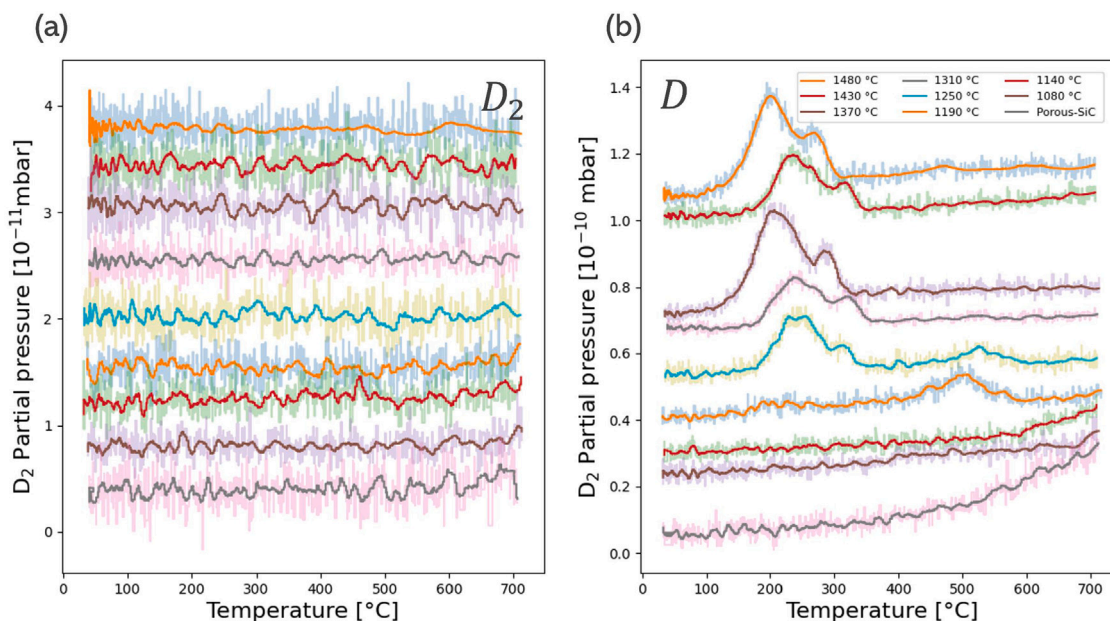 (a)
D₂ Partial pressure [10⁻¹¹mbar]
4
3
2
1
0
D₂
0 100 200 300 400 500 600 700
Temperature [°C]
(b)
D₂ Partial pressure [10⁻¹⁰ mbar]
1.4
1.2
1.0
0.8
0.6
0.4
0.2
0.0
D
1480 °C 1310 °C 1140 °C
1430 °C 1250 °C 1080 °C
1370 °C 1190 °C Porous-SiC
0 100 200 300 400 500 600 700
Temperature [°C]